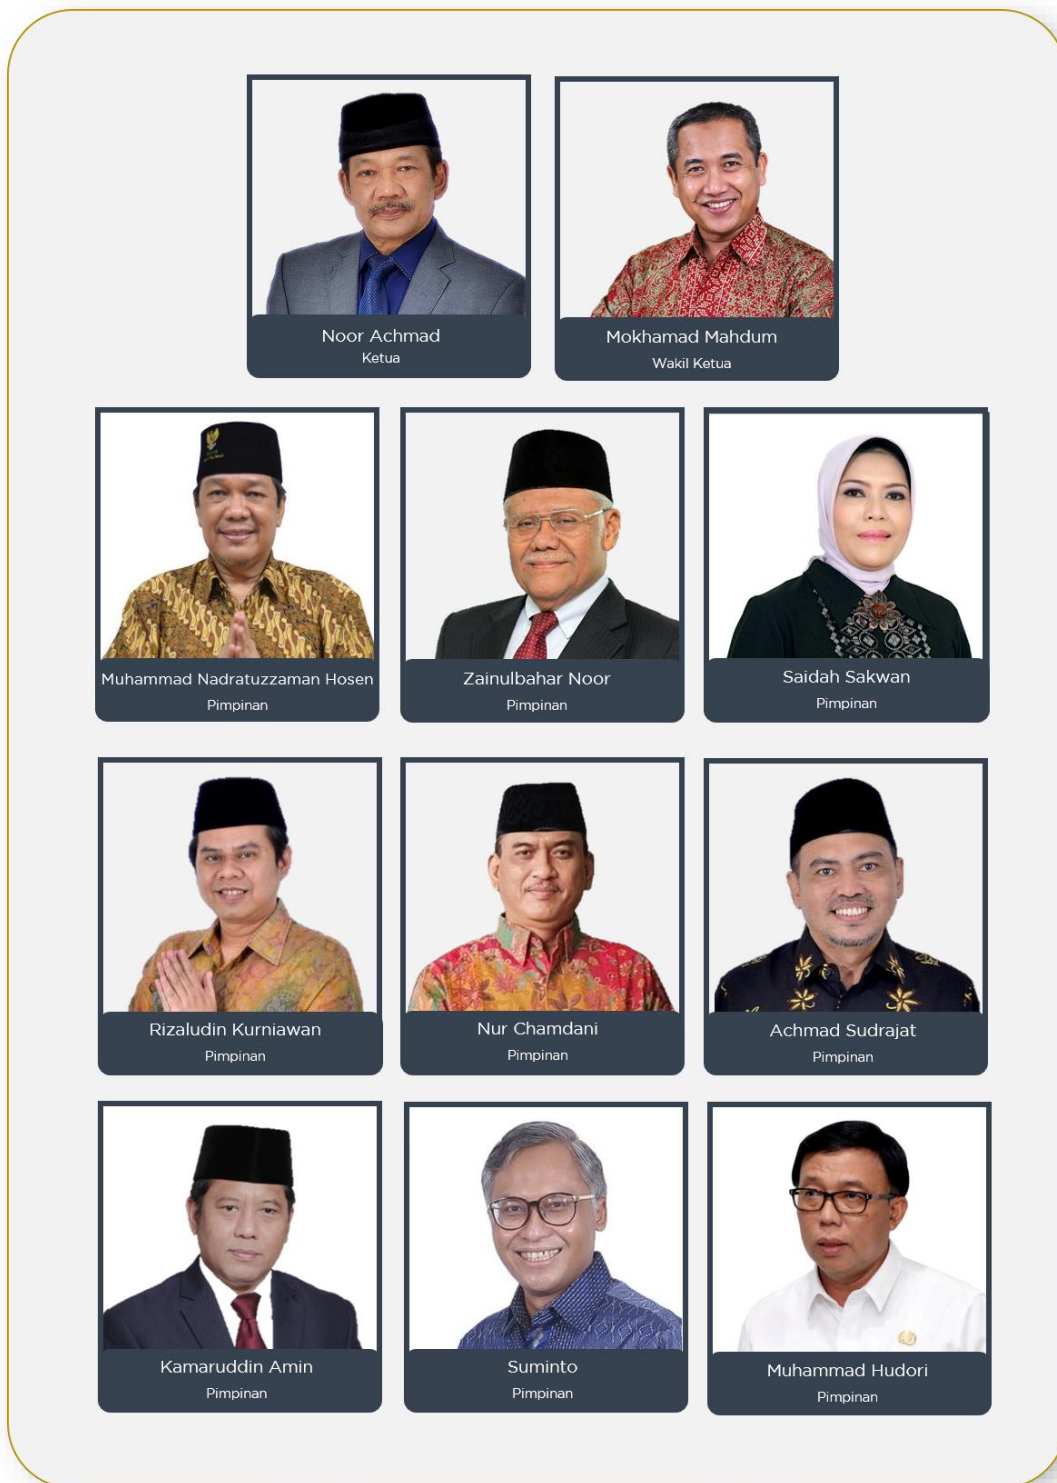 Noor Achmad
Ketua
Mokhamad Mahdum
Wakil Ketua
Muhammad Nadratuzzaman Hosen
Pimpinan
Zainulbahar Noor
Pimpinan
Saidah Sakwan
Pimpinan
Rizaludin Kurniawan
Pimpinan
Nur Chamdani
Pimpinan
Achmad Sudrajat
Pimpinan
Kamaruddin Amin
Pimpinan
Suminto
Pimpinan
Muhammad Hudori
Pimpinan